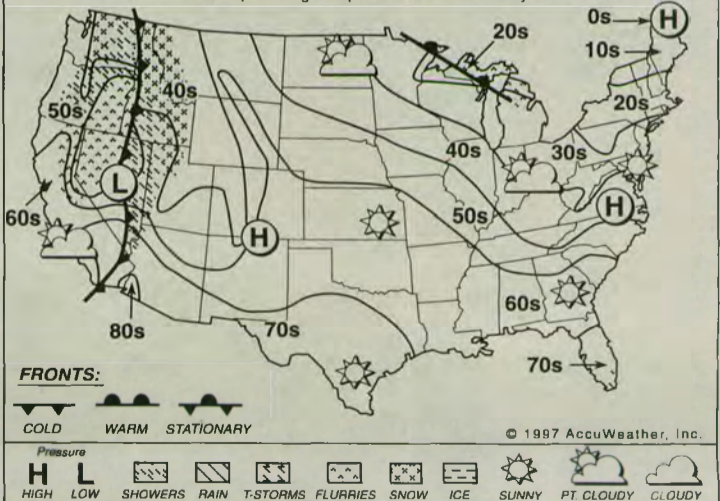 0s H
10s
20s
20s
50s
40s
40s
30s
L
60s
50s
H
H
80s
70s
60s
70s
FRONTS:
COLD WARM STATIONARY
© 1997 AccuWeather, Inc.
Pressure
H L
HIGH LOW SHOWERS RAIN T-STORMS FLURRIES SNOW ICE SUNNY PT. CLOUDY CLOUDY